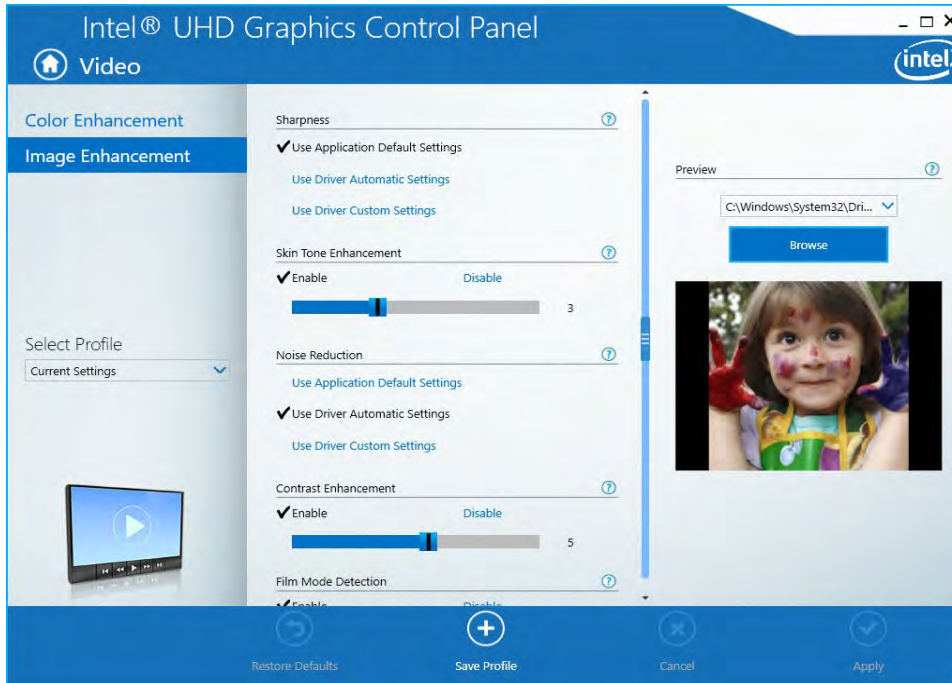 Intel® UHD Graphics Control Panel
Video
intel
Color Enhancement
Image Enhancement
Select Profile
Current Settings
Sharpness
Use Application Default Settings
Use Driver Automatic Settings
Use Driver Custom Settings
Skin Tone Enhancement
Enable Disable
3
Noise Reduction
Use Application Default Settings
Use Driver Automatic Settings
Use Driver Custom Settings
Contrast Enhancement
Enable Disable
5
Film Mode Detection
Enable Disable
Preview
C:\Windows\System32\Dri...
Browse
Restore Defaults
Save Profile
Cancel
Apply